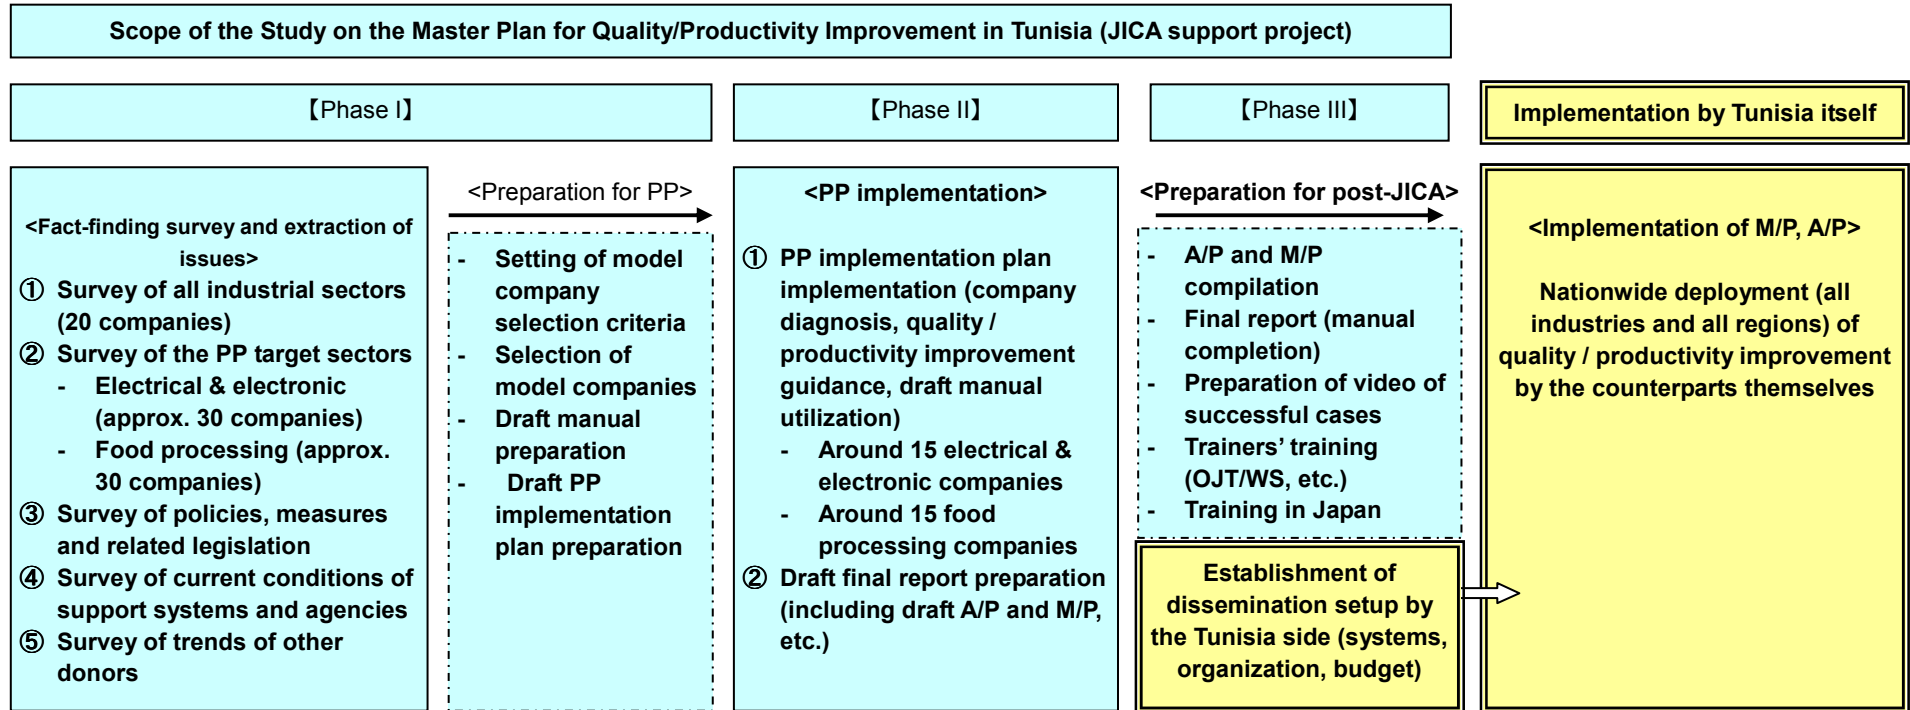 Scope of the Study on the Master Plan for Quality/Productivity Improvement in Tunisia (JICA support project)
【Phase I】
【Phase II】
【Phase III】
Implementation by Tunisia itself
<Fact-finding survey and extraction of
issues>
① Survey of all industrial sectors
(20 companies)
② Survey of the PP target sectors
- Electrical & electronic
(approx. 30 companies)
- Food processing (approx.
30 companies)
③ Survey of policies, measures
and related legislation
④ Survey of current conditions of
support systems and agencies
⑤ Survey of trends of other
donors
<Preparation for PP>
- Setting of model
company
selection criteria
- Selection of
model companies
- Draft manual
preparation
- Draft PP
implementation
plan preparation
<PP implementation>
① PP implementation plan
implementation (company
diagnosis, quality /
productivity improvement
guidance, draft manual
utilization)
- Around 15 electrical &
electronic companies
- Around 15 food
processing companies
② Draft final report preparation
(including draft A/P and M/P,
etc.)
<Preparation for post-JICA>
- A/P and M/P
compilation
- Final report (manual
completion)
- Preparation of video of
successful cases
- Trainers’ training
(OJT/WS, etc.)
- Training in Japan
Establishment of
dissemination setup by
the Tunisia side (systems,
organization, budget)
<Implementation of M/P, A/P>
Nationwide deployment (all
industries and all regions) of
quality / productivity improvement
by the counterparts themselves